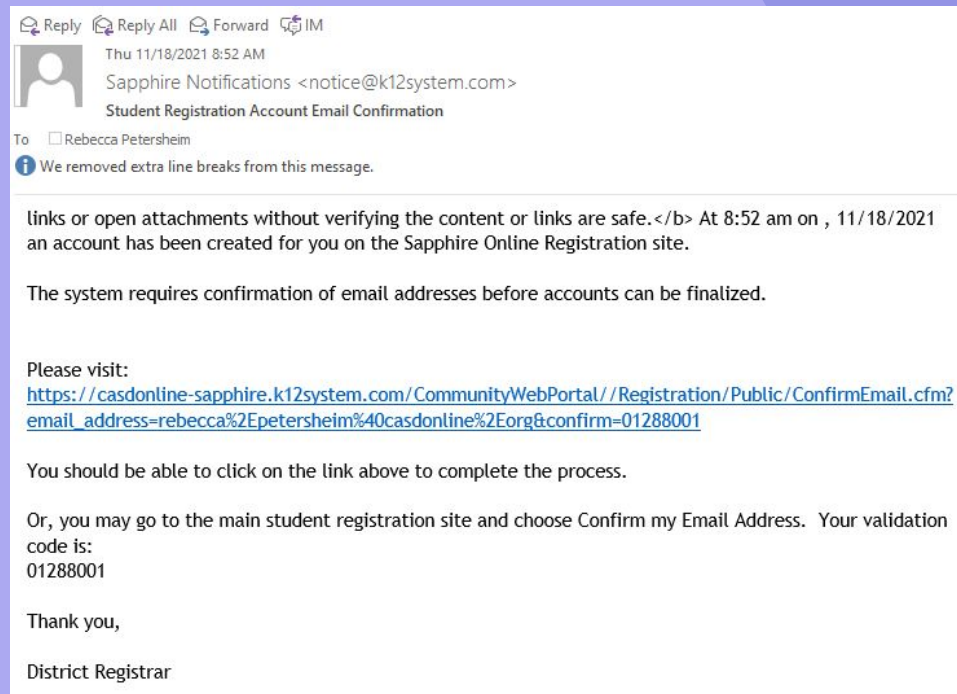 Reply Reply All Forward IM
Thu 11/18/2021 8:52 AM
Sapphire Notifications <notice@k12system.com>
Student Registration Account Email Confirmation
To Rebecca Petersheim
We removed extra line breaks from this message.
links or open attachments without verifying the content or links are safe.</b> At 8:52 am on , 11/18/2021
an account has been created for you on the Sapphire Online Registration site.
The system requires confirmation of email addresses before accounts can be finalized.
Please visit:
https://casdonline-sapphire.k12system.com/CommunityWebPortal//Registration/Public/ConfirmEmail.cfm?
email_address=rebecca%2Epetersheim%40casdonline%2Eorg&confirm=01288001
You should be able to click on the link above to complete the process.
Or, you may go to the main student registration site and choose Confirm my Email Address. Your validation
code is:
01288001
Thank you,
District Registrar